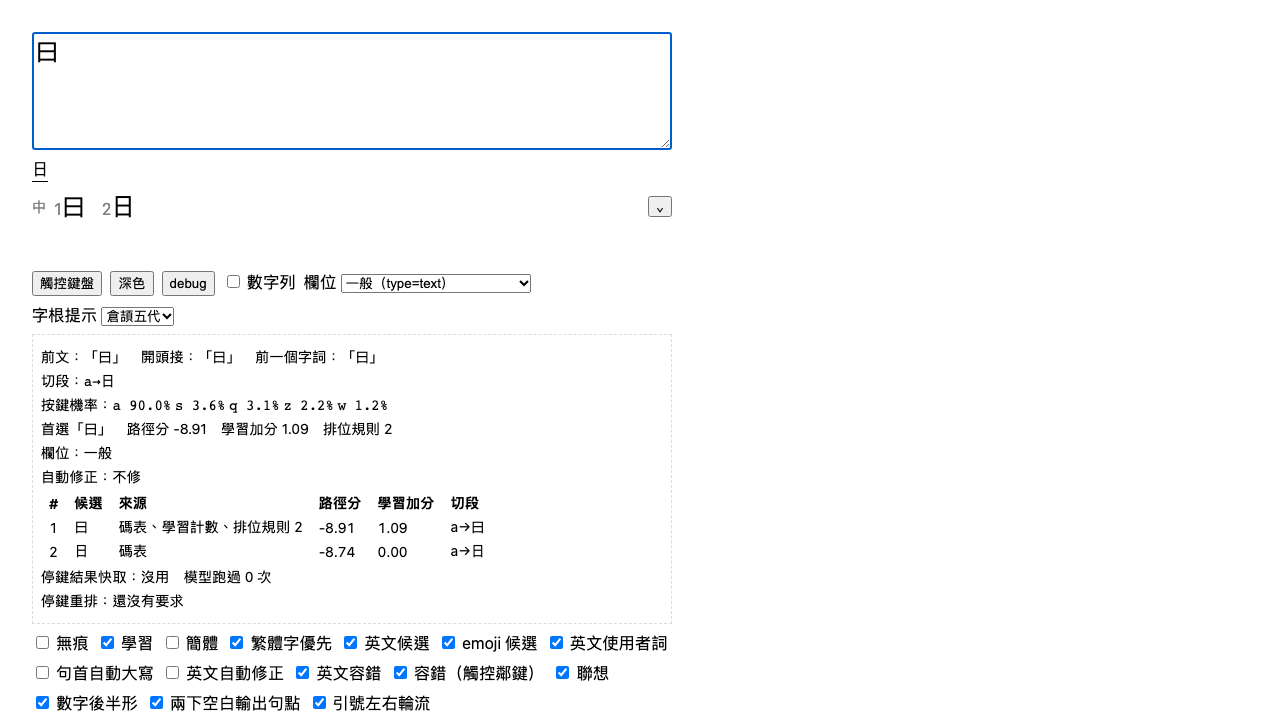 曰
日
中 1曰 2日 ⌄
觸控鍵盤 深色 debug 數字列 欄位 一般（type=text）
字根提示 倉頡五代
前文：「曰」 開頭接：「曰」 前一個字詞：「曰」
切段：a→日
按鍵機率：a 90.0% s 3.6% q 3.1% z 2.2% w 1.2%
首選「曰」 路徑分 -8.91 學習加分 1.09 排位規則 2
欄位：一般
自動修正：不修
# 候選 來源 路徑分 學習加分 切段
1 曰 碼表、學習計數、排位規則 2 -8.91 1.09 a→曰
2 日 碼表 -8.74 0.00 a→日
停鍵結果快取：沒用 模型跑過 0 次
停鍵重排：還沒有要求
無痕 學習 簡體 繁體字優先 英文候選 emoji 候選 英文使用者詞
句首自動大寫 英文自動修正 英文容錯 容錯（觸控鄰鍵） 聯想
數字後半形 兩下空白輸出句點 引號左右輪流